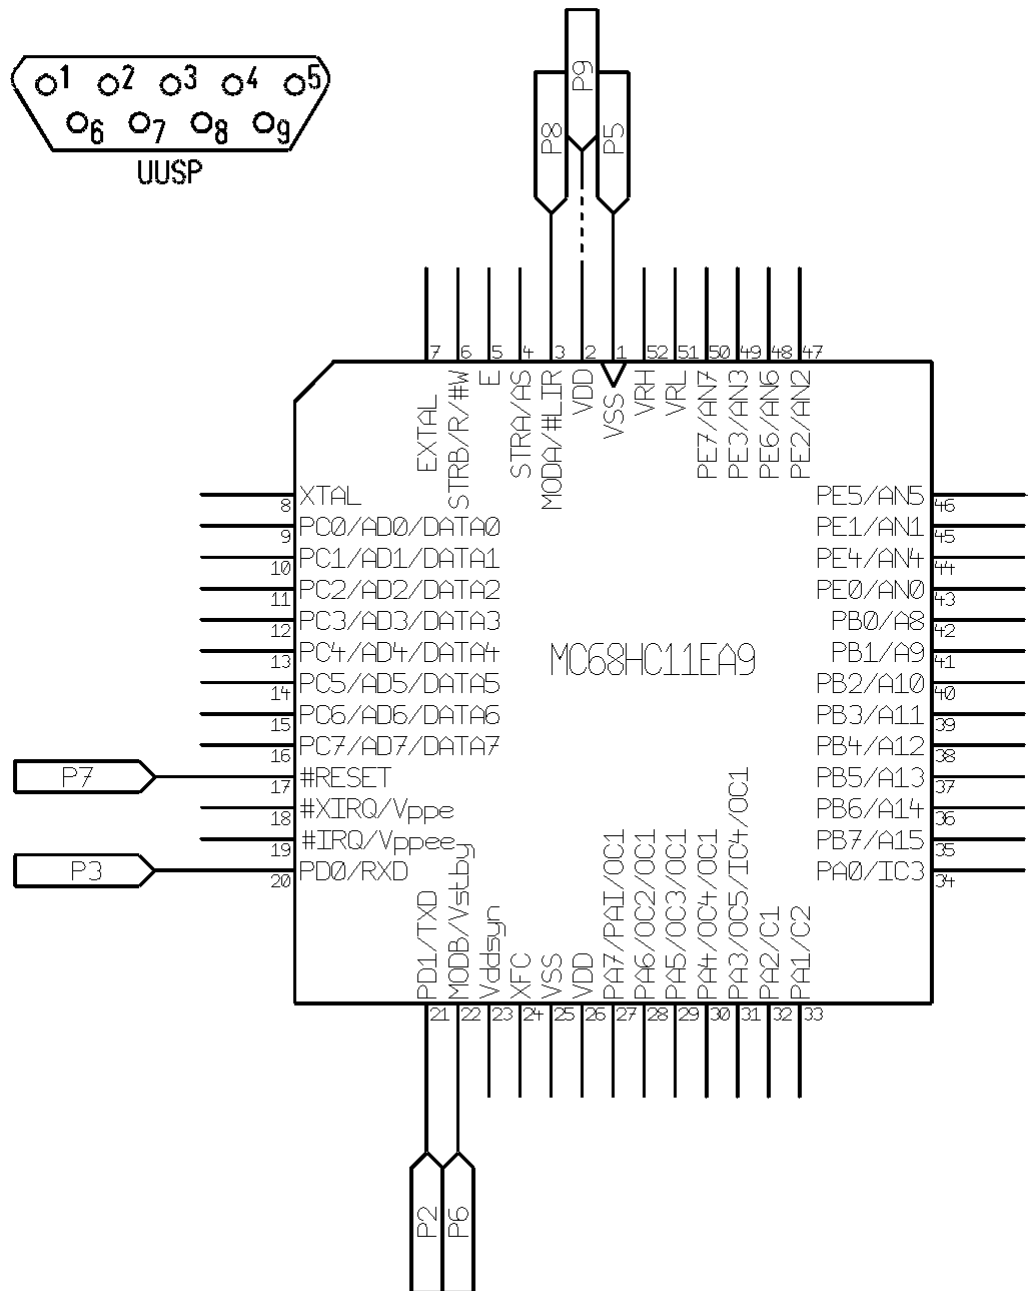 1 2 3 4 5
6 7 8 9
UUSP
P9
P8
P5
7 6 5 4 3 2 1 52 51 50 49 48 47
EXTAL
STRB/R/#W
E
STRA/AS
MODA/#LIR
VDD
VSS
VRH
VRL
PE7/AN7
PE3/AN3
PE6/AN6
PE2/AN2
8 XTAL
9 PC0/AD0/DATA0
10 PC1/AD1/DATA1
11 PC2/AD2/DATA2
12 PC3/AD3/DATA3
13 PC4/AD4/DATA4
14 PC5/AD5/DATA5
15 PC6/AD6/DATA6
16 PC7/AD7/DATA7
P7 17 #RESET
18 #XIRQ/Vppe
19 #IRQ/Vppee
P3 20 PD0/RXD
MC68HC11EA9
PE5/AN5 46
PE1/AN1 45
PE4/AN4 44
PE0/AN0 43
PB0/A8 42
PB1/A9 41
PB2/A10 40
PB3/A11 39
PB4/A12 38
PB5/A13 37
PB6/A14 36
PB7/A15 35
PA0/IC3 34
PD1/TXD
MODB/Vstby
Vddsyn
XFC
VSS
VDD
PA7/PAI/OC1
PA6/OC2/OC1
PA5/OC3/OC1
PA4/OC4/OC1
PA3/OC5/IC4/OC1
PA2/C1
PA1/C2
21 22 23 24 25 26 27 28 29 30 31 32 33
P2
P6